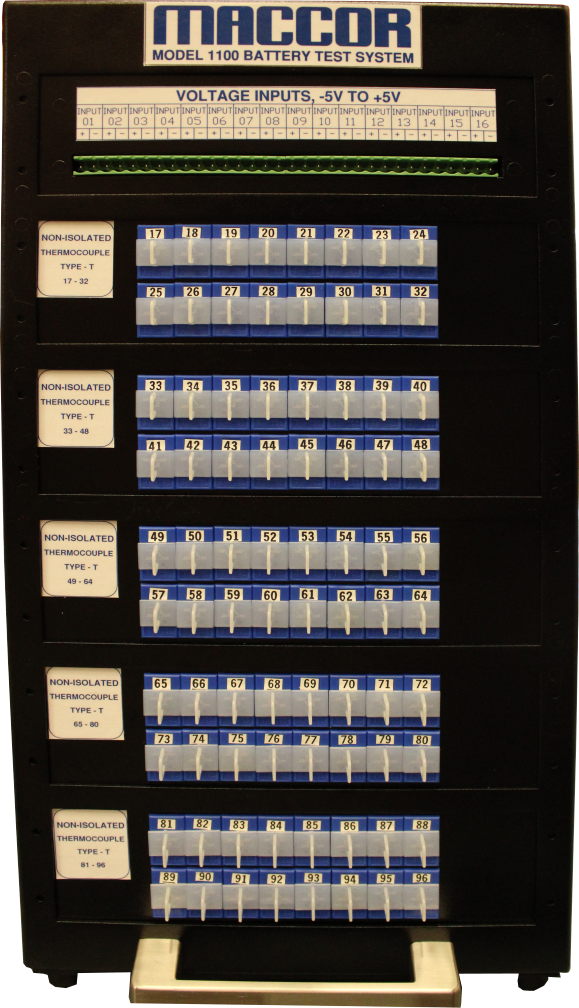 MACCOR
MODEL 1100 BATTERY TEST SYSTEM
VOLTAGE INPUTS, -5V TO +5V
INPUT INPUT INPUT INPUT INPUT INPUT INPUT INPUT INPUT INPUT INPUT INPUT INPUT INPUT INPUT INPUT
01 02 03 04 05 06 07 08 09 10 11 12 13 14 15 16
+ - + - + - + - + - + - + - + - + - + - + - + - + - + - + - + -
NON-ISOLATED
THERMOCOUPLE
TYPE - T
17 - 32
17 18 19 20 21 22 23 24
25 26 27 28 29 30 31 32
NON-ISOLATED
THERMOCOUPLE
TYPE - T
33 - 48
33 34 35 36 37 38 39 40
41 42 43 44 45 46 47 48
NON-ISOLATED
THERMOCOUPLE
TYPE - T
49 - 64
49 50 51 52 53 54 55 56
57 58 59 60 61 62 63 64
NON-ISOLATED
THERMOCOUPLE
TYPE - T
65 - 80
65 66 67 68 69 70 71 72
73 74 75 76 77 78 79 80
NON-ISOLATED
THERMOCOUPLE
TYPE - T
81 - 96
81 82 83 84 85 86 87 88
89 90 91 92 93 94 95 96